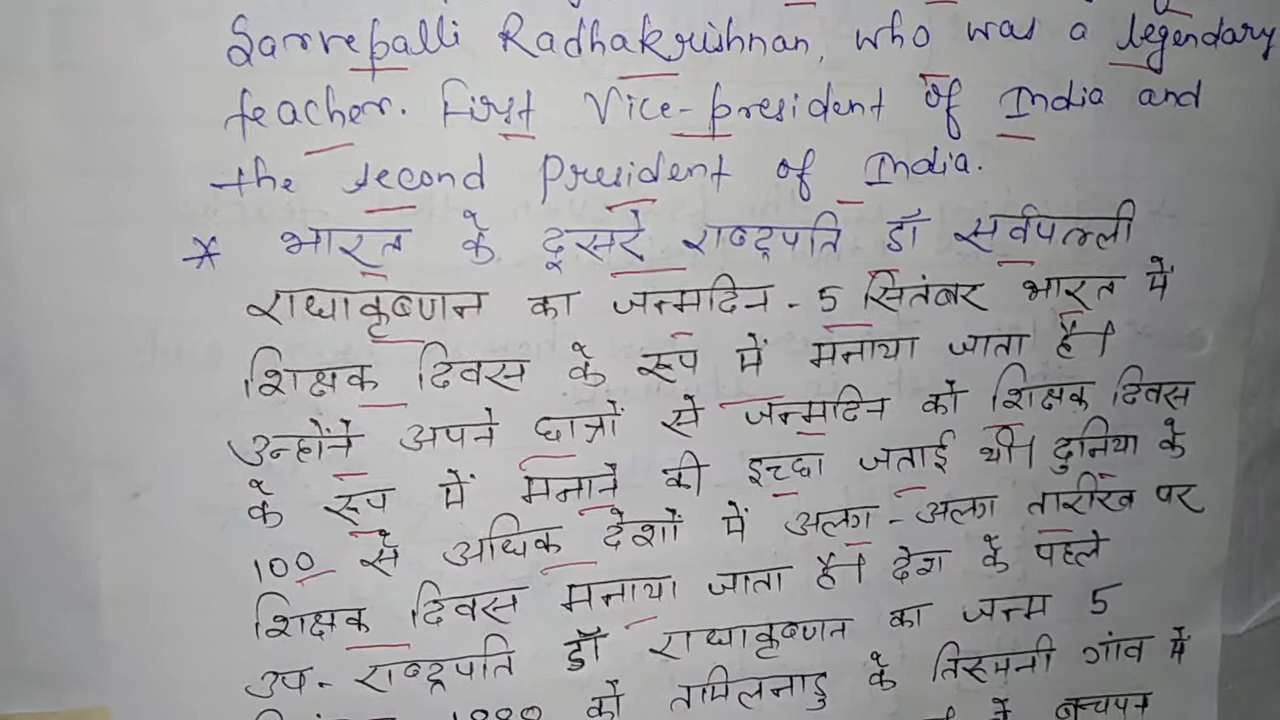 Sarvepalli Radhakrishnan, who was a legendary
teacher. First Vice-president of India and
the second President of India.
* भारत के दूसरे राष्ट्रपति डॉ सर्वपल्ली
राधाकृष्णन का जन्मदिन - 5 सितंबर भारत में
शिक्षक दिवस के रूप में मनाया जाता है।
उन्होंने अपने छात्रों से जन्मदिन को शिक्षक दिवस
के रूप में मनाने की इच्छा जताई थी। दुनिया के
100 से अधिक देशों में अलग-अलग तारीख पर
शिक्षक दिवस मनाया जाता है। देश के पहले
उप-राष्ट्रपति डॉ राधाकृष्णन का जन्म 5
को तमिलनाडु के तिरुमनी गांव में
बचपन